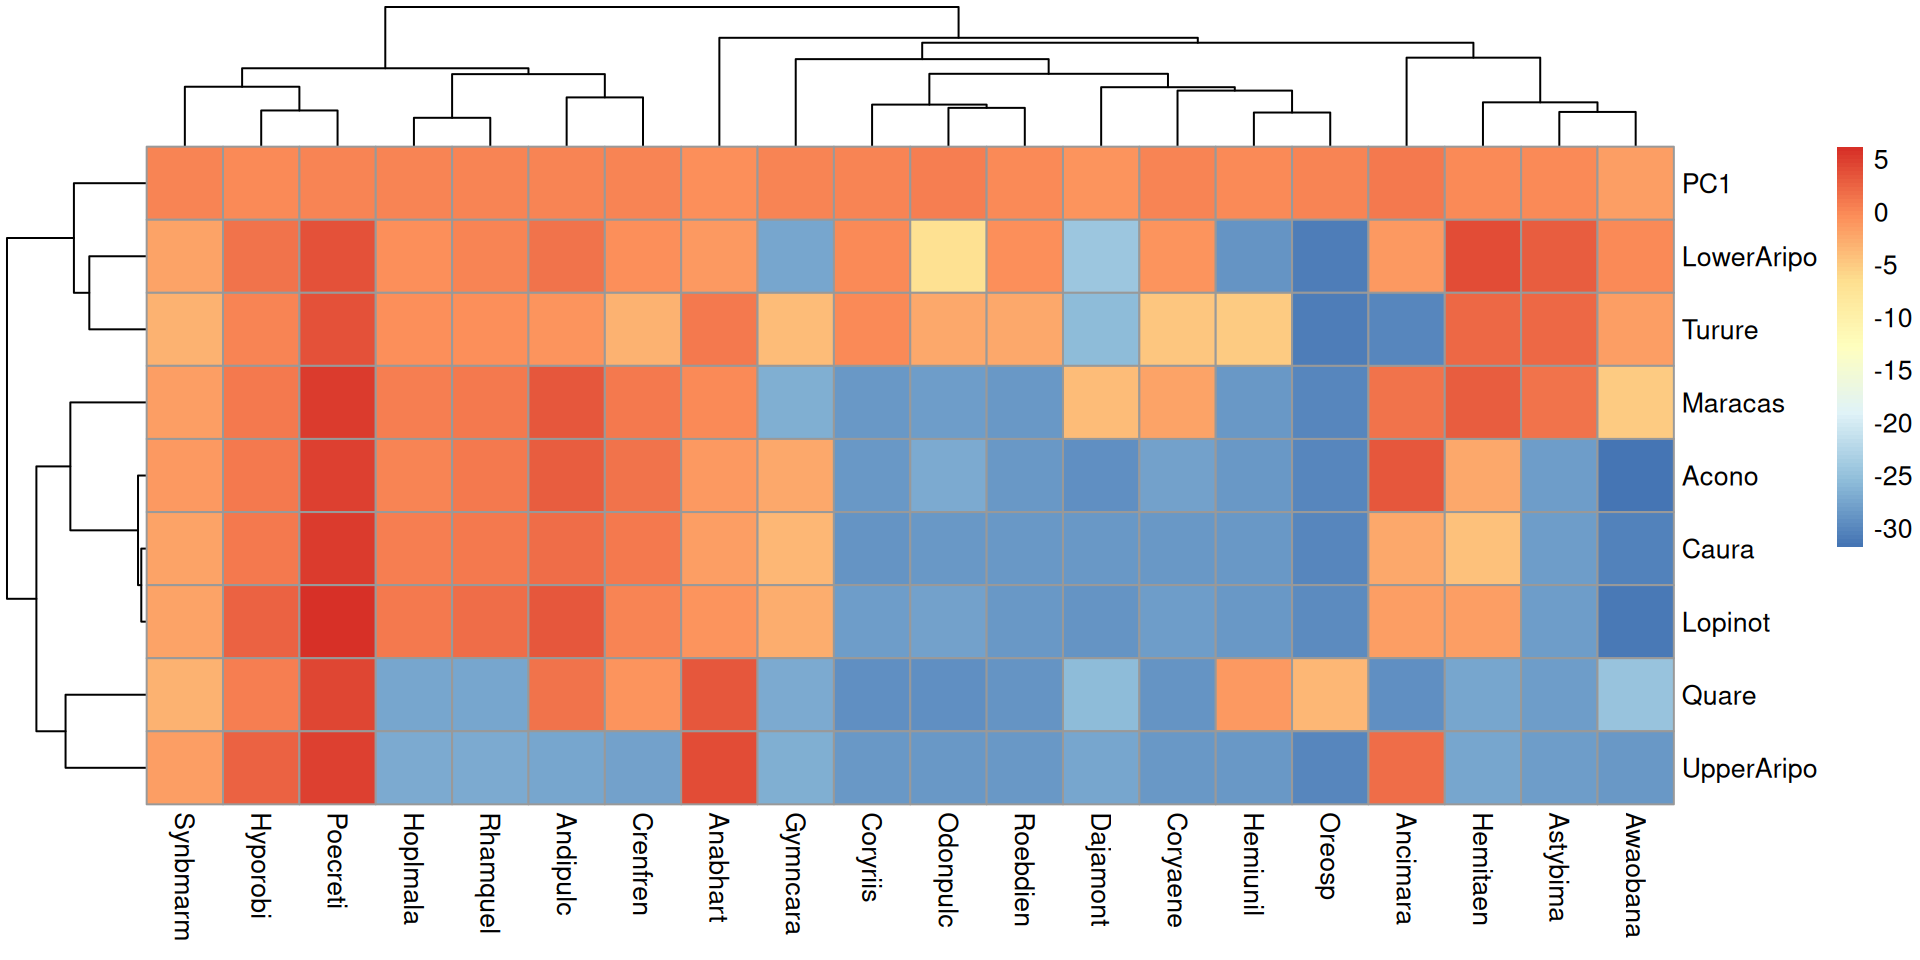 PC1
LowerAripo
Turure
Maracas
Acono
Caura
Lopinot
Quare
UpperAripo
Synbmarm
Hyporobi
Poecreti
Hoplmala
Rhamquel
Andipulc
Crenfren
Anabhart
Gymncara
Coryriis
Odonpulc
Roebdien
Dajamont
Coryaene
Hemiunil
Oreosp
Ancimara
Hemitaen
Astybima
Awaobana
5
0
-5
-10
-15
-20
-25
-30